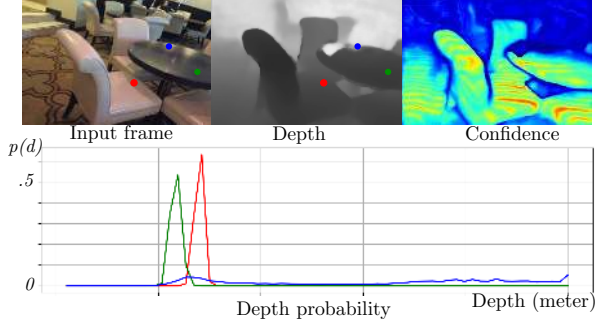 Input frame
Depth
Confidence
p(d)
.5
0
Depth (meter)
Depth probability